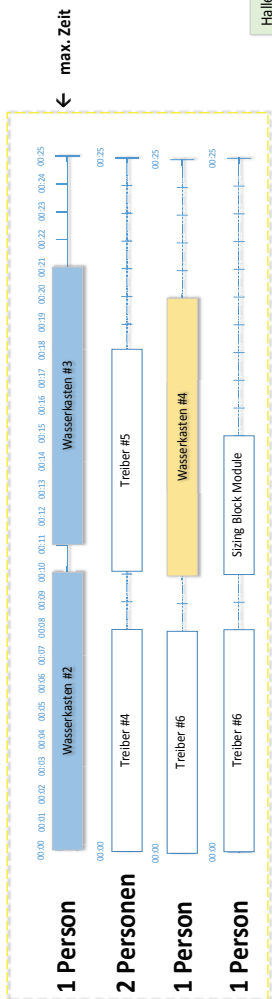 00:00 00:01 00:02 00:03 00:04 00:05 00:06 00:07 00:08 00:09 00:10 00:11 00:12 00:13 00:14 00:15 00:16 00:17 00:18 00:19 00:20 00:21 00:22 00:23 00:24 00:25
1 Person Wasserkasten #2 Wasserkasten #3 ← max. Zeit
00:00 00:25
2 Personen Treiber #4 Treiber #5
00:00 00:25
1 Person Treiber #6 Wasserkasten #4
00:00 00:25
1 Person Treiber #6 Sizing Block Module
Halle